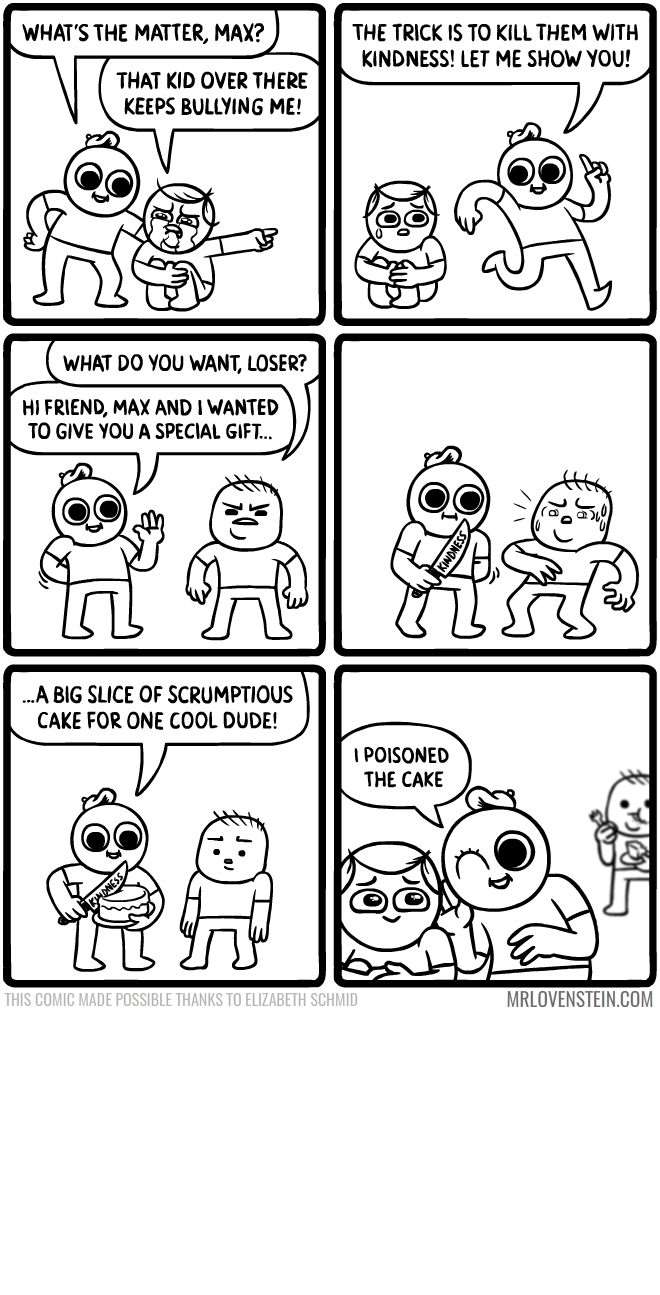 WHAT'S THE MATTER, MAX?
THAT KID OVER THERE
KEEPS BULLYING ME!
THE TRICK IS TO KILL THEM WITH
KINDNESS! LET ME SHOW YOU!
WHAT DO YOU WANT, LOSER?
HI FRIEND, MAX AND I WANTED
TO GIVE YOU A SPECIAL GIFT...
KINDNESS
...A BIG SLICE OF SCRUMPTIOUS
CAKE FOR ONE COOL DUDE!
KINDNESS
I POISONED
THE CAKE
THIS COMIC MADE POSSIBLE THANKS TO ELIZABETH SCHMID
MRLOVENSTEIN.COM